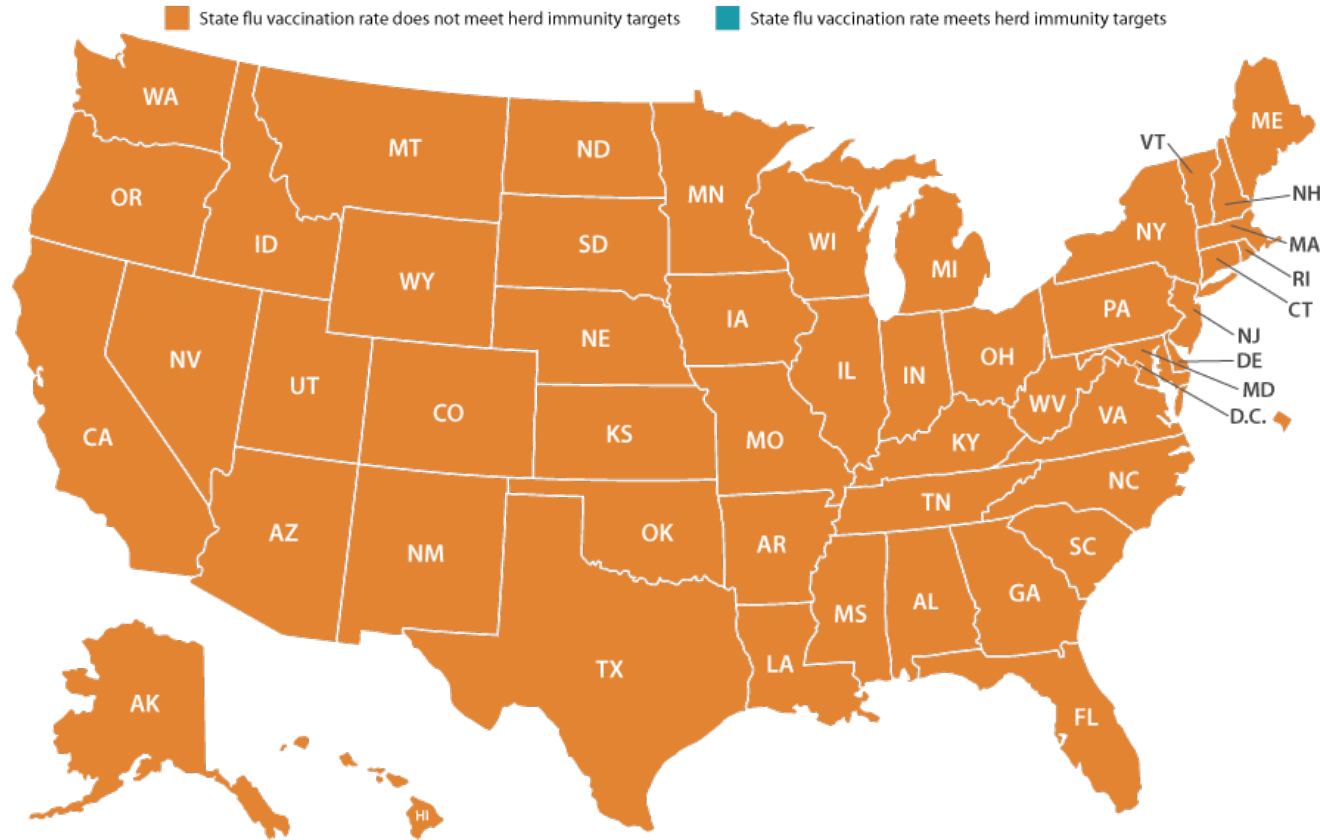 State flu vaccination rate does not meet herd immunity targets
State flu vaccination rate meets herd immunity targets
WA
MT
ND
MN
ME
VT
NH
OR
ID
SD
WI
NY
MA
MI
RI
WY
CT
PA
IA
NE
NJ
NV
OH
DE
IL
IN
UT
MD
WV
CO
VA
D.C.
CA
KS
MO
KY
NC
TN
AZ
OK
AR
SC
NM
GA
AL
MS
LA
TX
AK
FL
HI